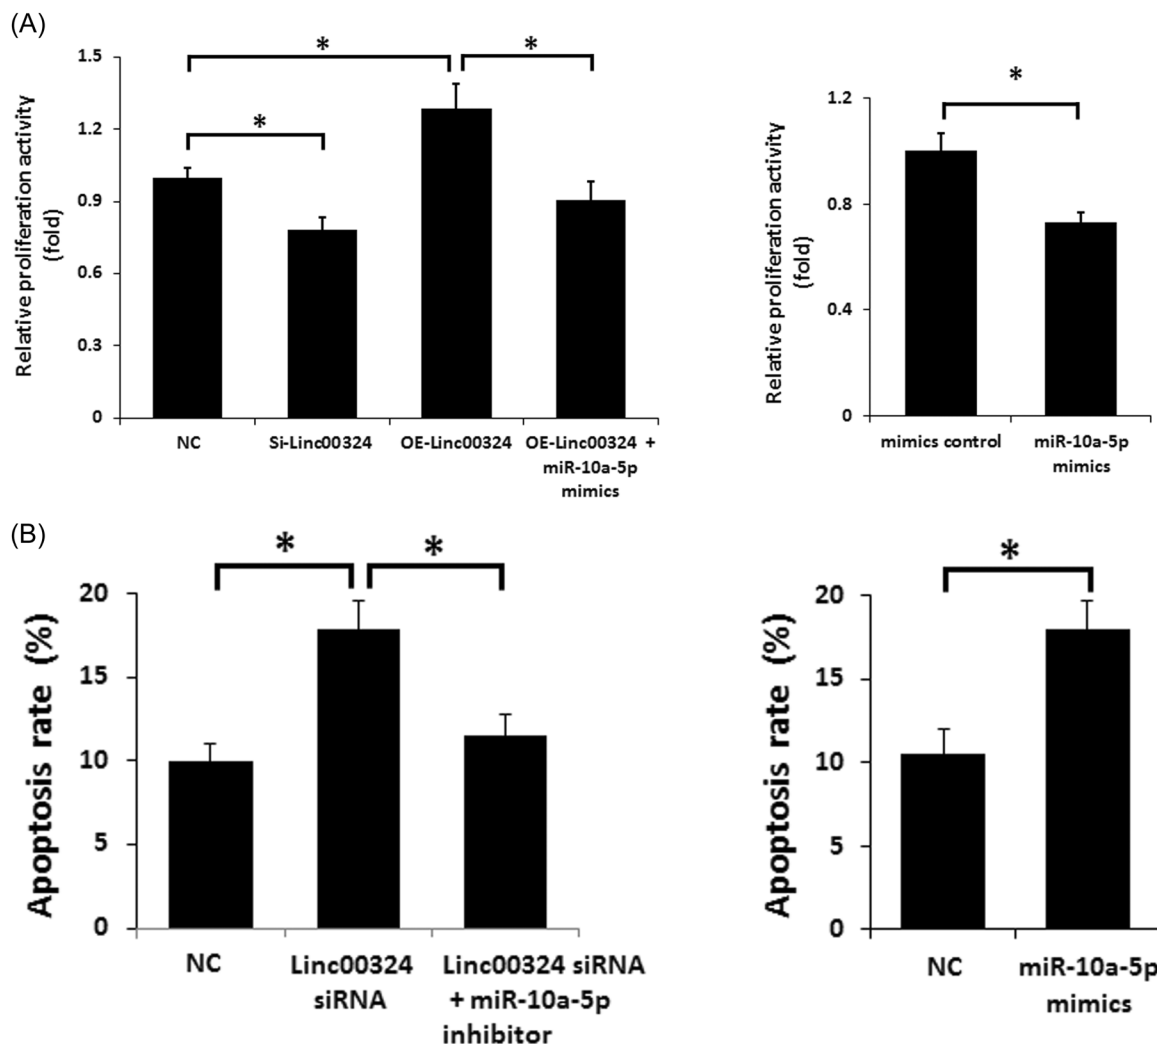 (A)
Relative proliferation activity
(fold)
1.5
1.2
0.9
0.6
0.3
0
*
*
*
NC
Si-Linc00324
OE-Linc00324
OE-Linc00324 +
miR-10a-5p
mimics
Relative proliferation activity
(fold)
1.2
0.8
0.4
0
*
mimics control
miR-10a-5p
mimics
(B)
Apoptosis rate (%)
20
15
10
5
0
*
*
NC
Linc00324
siRNA
Linc00324 siRNA
+ miR-10a-5p
inhibitor
Apoptosis rate (%)
20
15
10
5
0
*
NC
miR-10a-5p
mimics